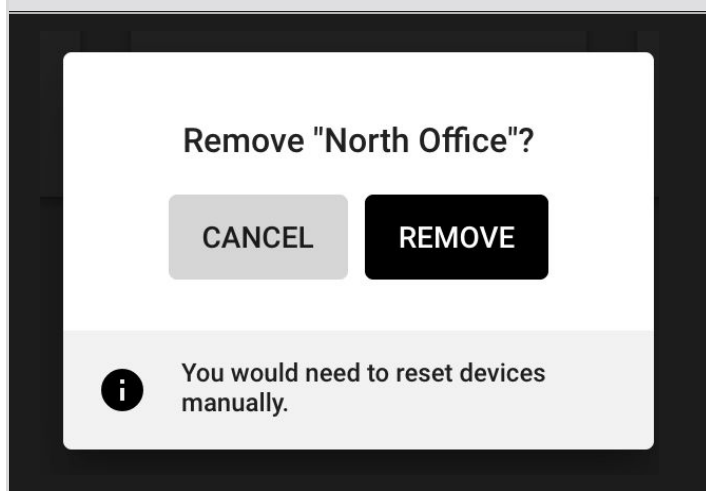 Remove "North Office"?
CANCEL REMOVE
You would need to reset devices
manually.